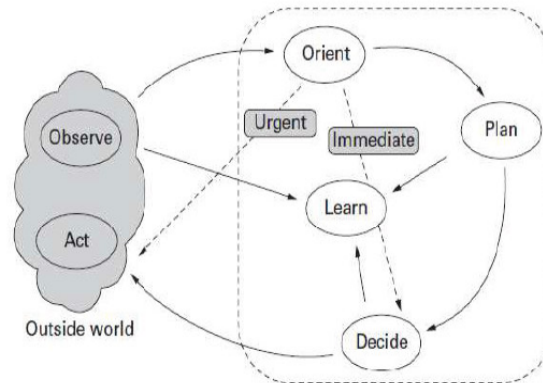 Orient
Urgent
Immediate
Observe
Plan
Learn
Act
Outside world
Decide